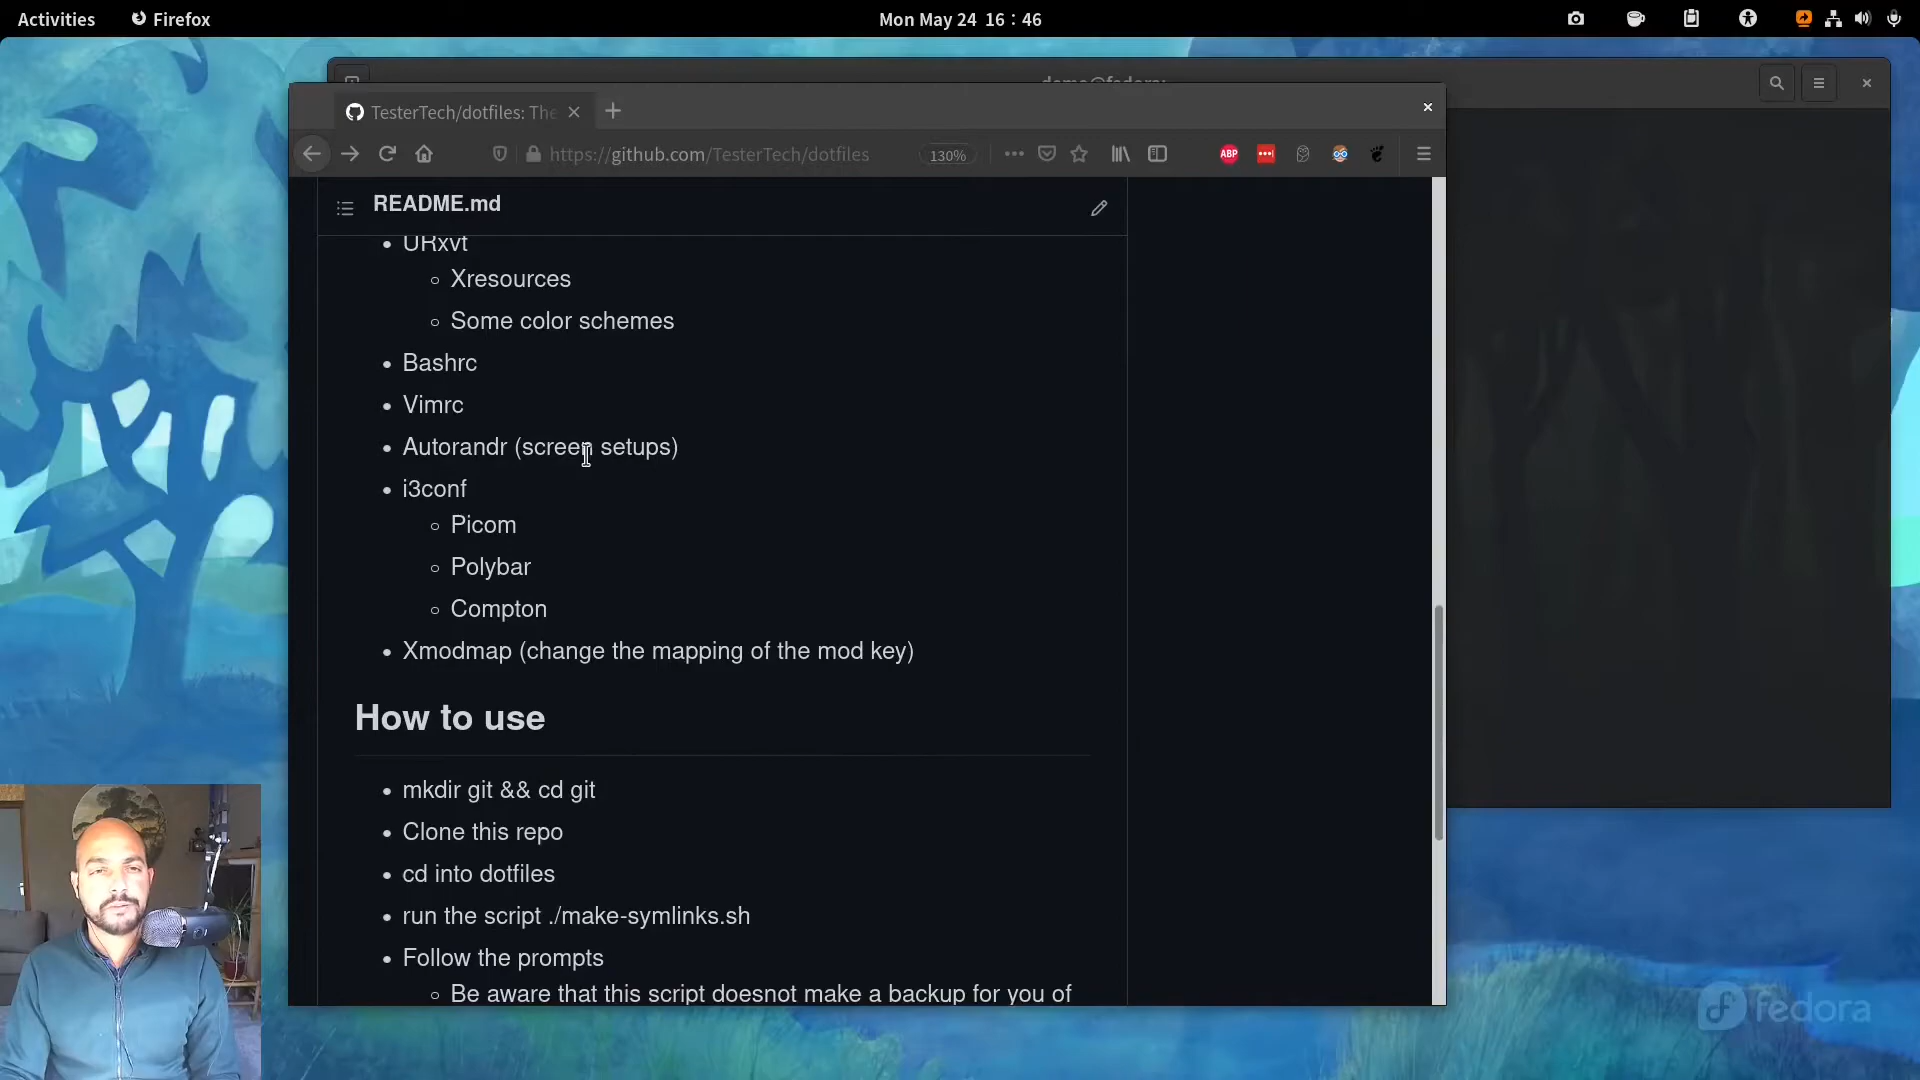 Activities
Firefox
Mon May 24 16 : 46
TesterTech/dotfiles: The
https://github.com/TesterTech/dotfiles
130%
ABP
README.md
URxvt
Xresources
Some color schemes
Bashrc
Vimrc
Autorandr (screen setups)
i3conf
Picom
Polybar
Compton
Xmodmap (change the mapping of the mod key)
How to use
mkdir git && cd git
Clone this repo
cd into dotfiles
run the script ./make-symlinks.sh
Follow the prompts
Be aware that this script doesnot make a backup for you of
fedora